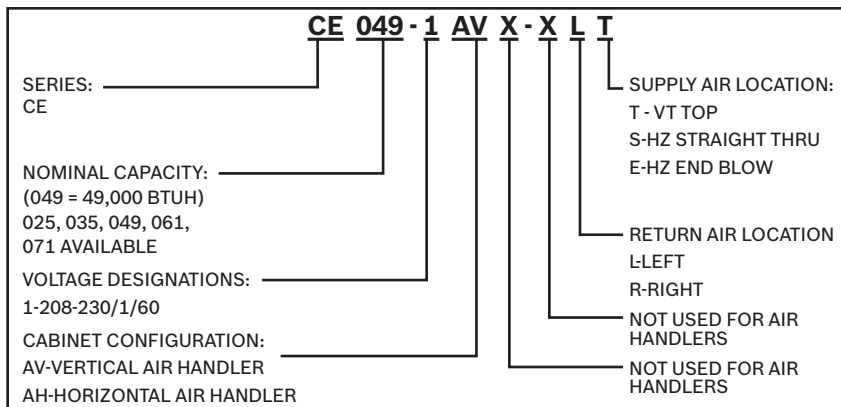 CE 049 - 1 AV X - X L T
SERIES:
CE
NOMINAL CAPACITY:
(049 = 49,000 BTUH)
025, 035, 049, 061,
071 AVAILABLE
VOLTAGE DESIGNATIONS:
1-208-230/1/60
CABINET CONFIGURATION:
AV-VERTICAL AIR HANDLER
AH-HORIZONTAL AIR HANDLER
SUPPLY AIR LOCATION:
T - VT TOP
S-HZ STRAIGHT THRU
E-HZ END BLOW
RETURN AIR LOCATION
L-LEFT
R-RIGHT
NOT USED FOR AIR
HANDLERS
NOT USED FOR AIR
HANDLERS